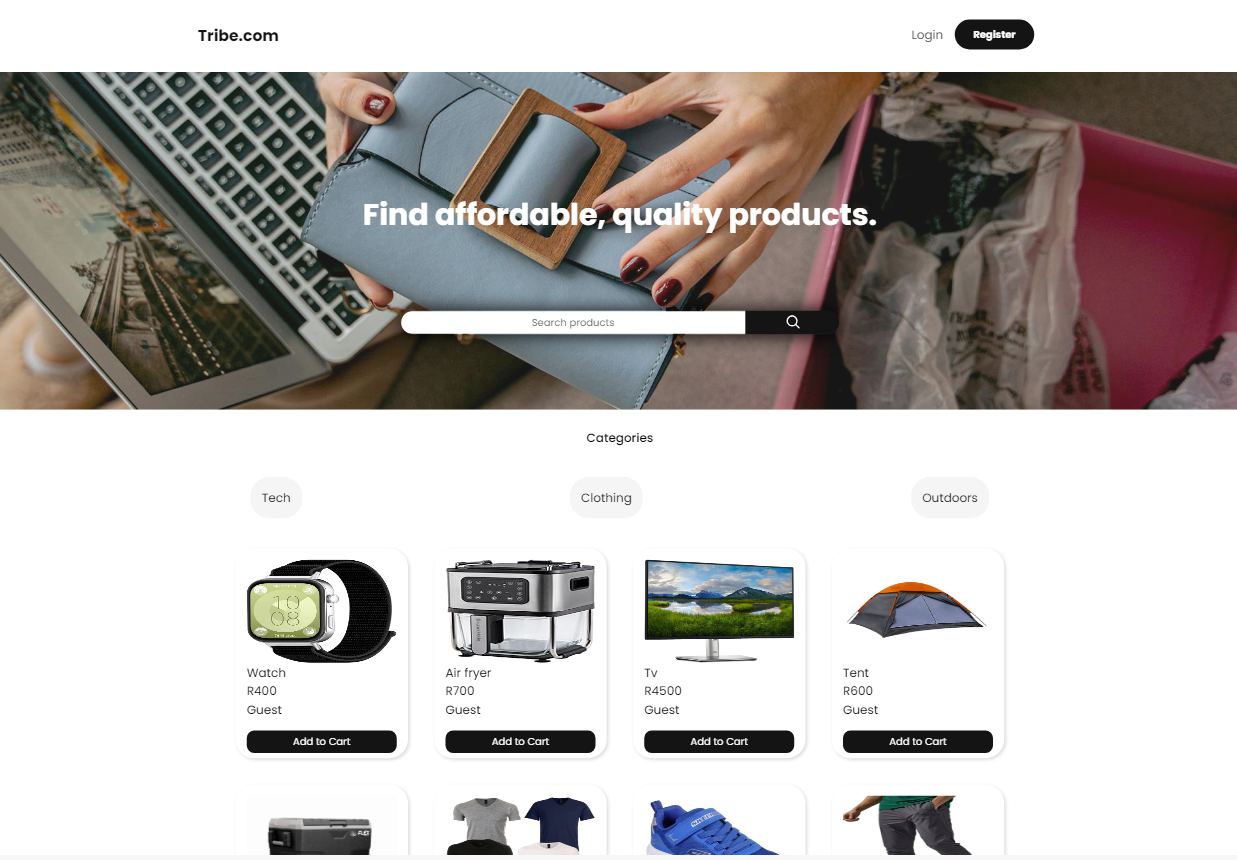 Tribe.com
Login
Register
Find affordable, quality products.
Search products
Categories
Tech
Clothing
Outdoors
Watch
R400
Guest
Add to Cart
Air fryer
R700
Guest
Add to Cart
Tv
R4500
Guest
Add to Cart
Tent
R600
Guest
Add to Cart